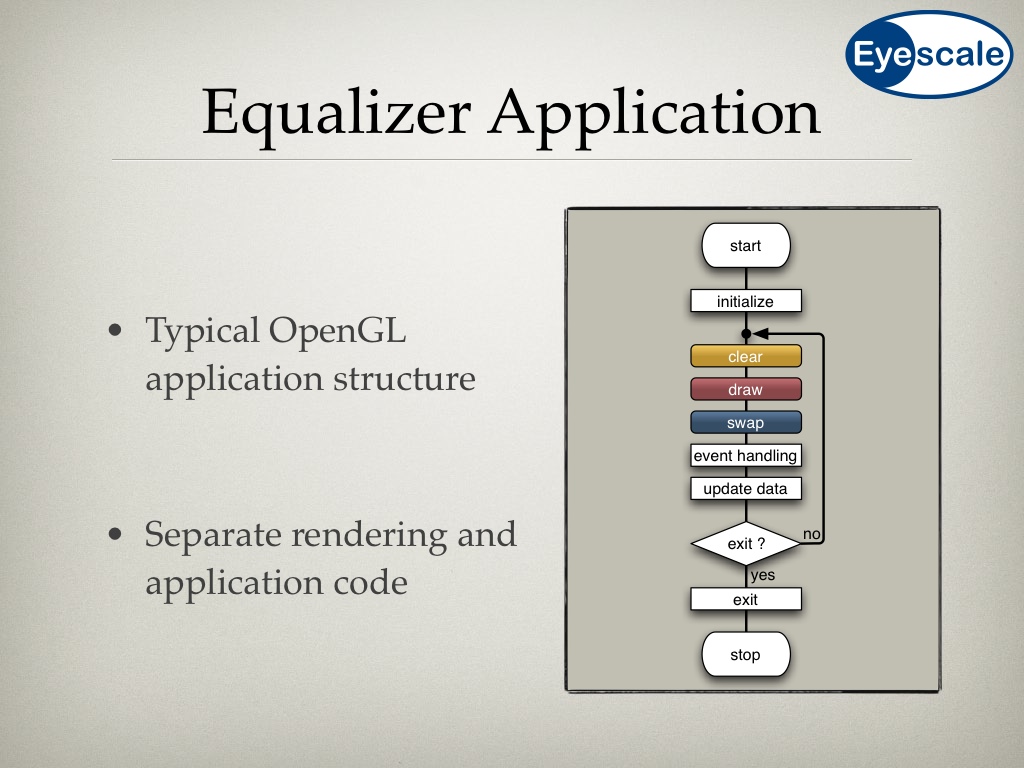 Eyescale
Equalizer Application
• Typical OpenGL
application structure
• Separate rendering and
application code
start
initialize
clear
draw
swap
event handling
update data
exit ?
no
yes
exit
stop